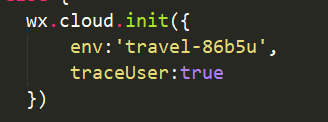 wx.cloud.init({
env:'travel-86b5u',
traceUser:true
})